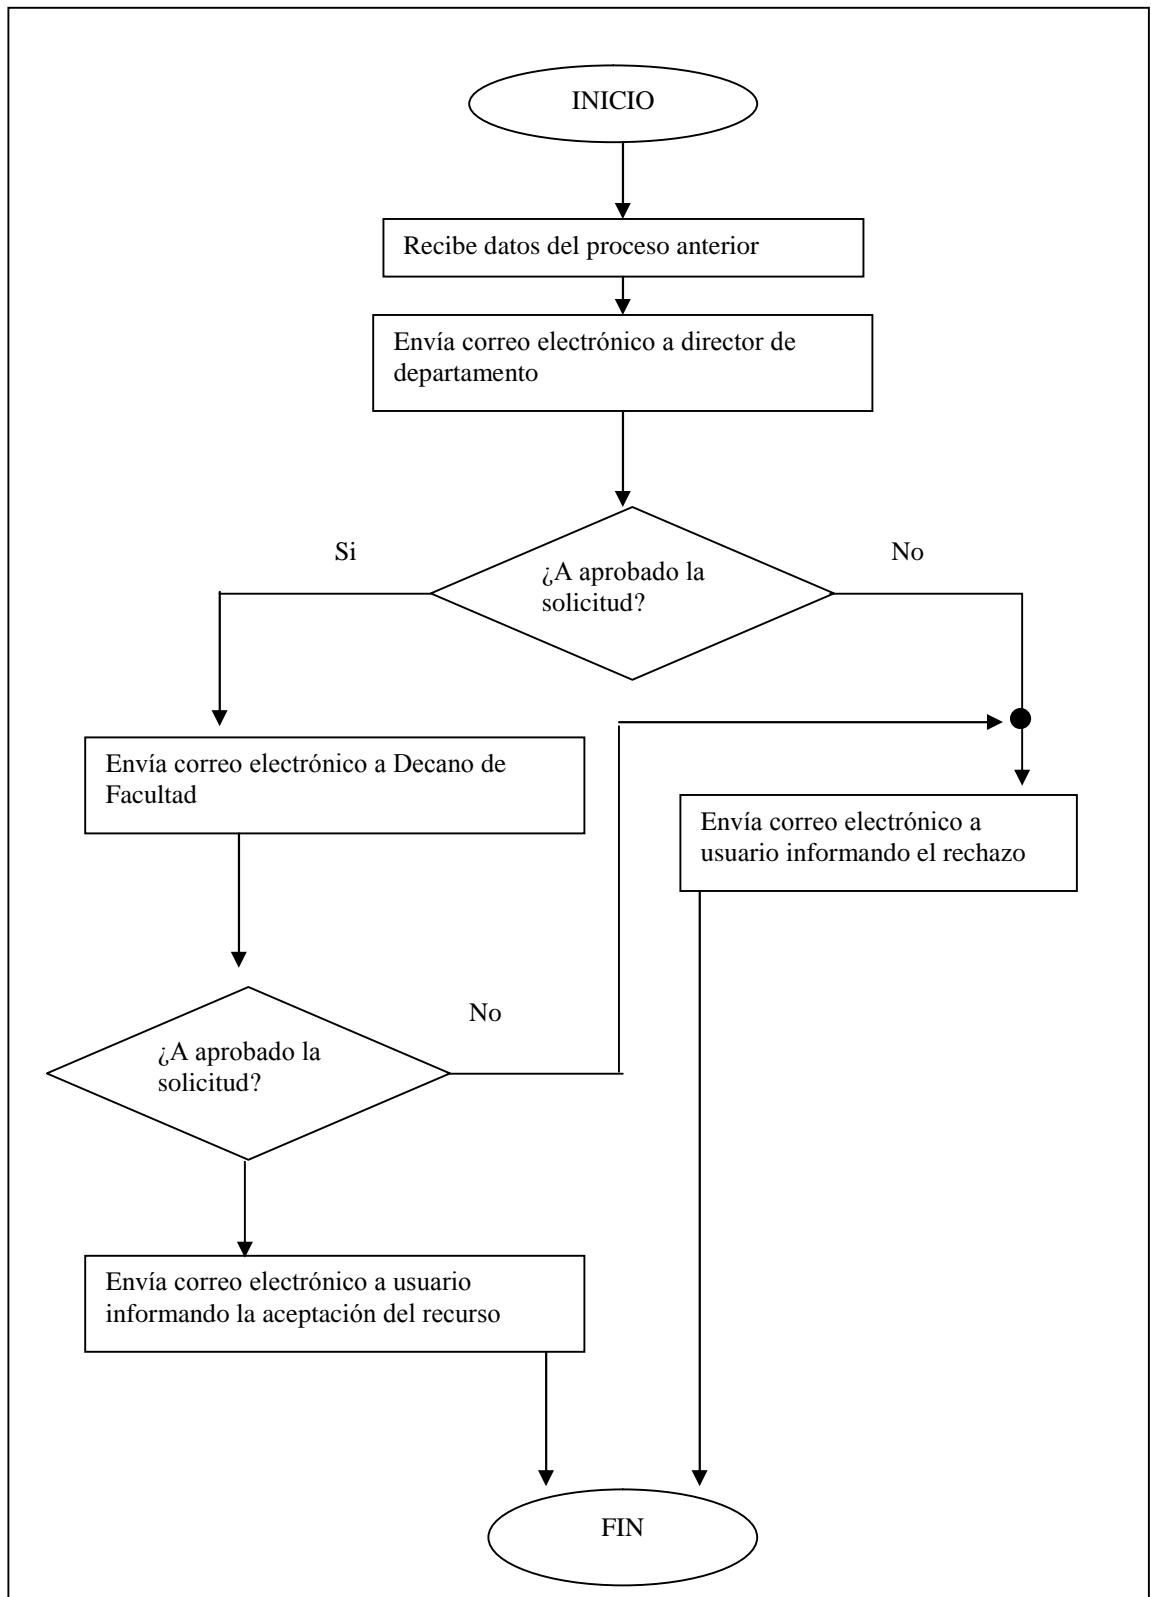 INICIO
Recibe datos del proceso anterior
Envía correo electrónico a director de
departamento
Si
No
¿A aprobado la
solicitud?
Envía correo electrónico a Decano de
Facultad
Envía correo electrónico a
usuario informando el rechazo
No
¿A aprobado la
solicitud?
Envía correo electrónico a usuario
informando la aceptación del recurso
FIN